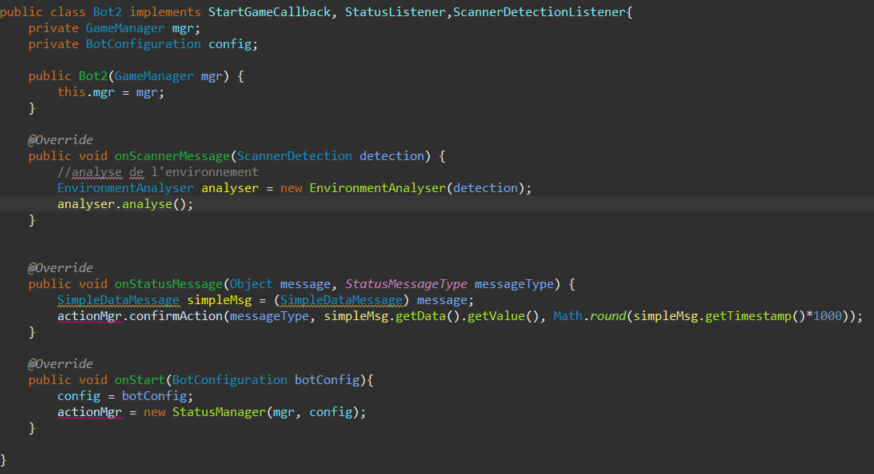 public class Bot2 implements StartGameCallback, StatusListener,ScannerDetectionListener{
private GameManager mgr;
private BotConfiguration config;
public Bot2(GameManager mgr) {
this.mgr = mgr;
}
@Override
public void onScannerMessage(ScannerDetection detection) {
//analyse de l'environnement
EnvironmentAnalyser analyser = new EnvironmentAnalyser(detection);
analyser.analyse();
}
@Override
public void onStatusMessage(Object message, StatusMessageType messageType) {
SimpleDataMessage simpleMsg = (SimpleDataMessage) message;
actionMgr.confirmAction(messageType, simpleMsg.getData().getValue(), Math.round(simpleMsg.getTimestamp()*1000));
}
@Override
public void onStart(BotConfiguration botConfig){
config = botConfig;
actionMgr = new StatusManager(mgr, config);
}
}